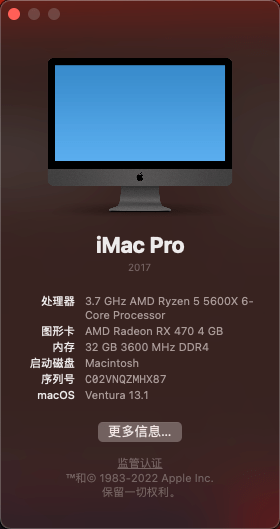 iMac Pro
2017
处理器 3.7 GHz AMD Ryzen 5 5600X 6-
Core Processor
图形卡 AMD Radeon RX 470 4 GB
内存 32 GB 3600 MHz DDR4
启动磁盘 Macintosh
序列号 C02VNQZMHX87
macOS Ventura 13.1
更多信息...
监管认证
™和© 1983-2022 Apple Inc.
保留一切权利。